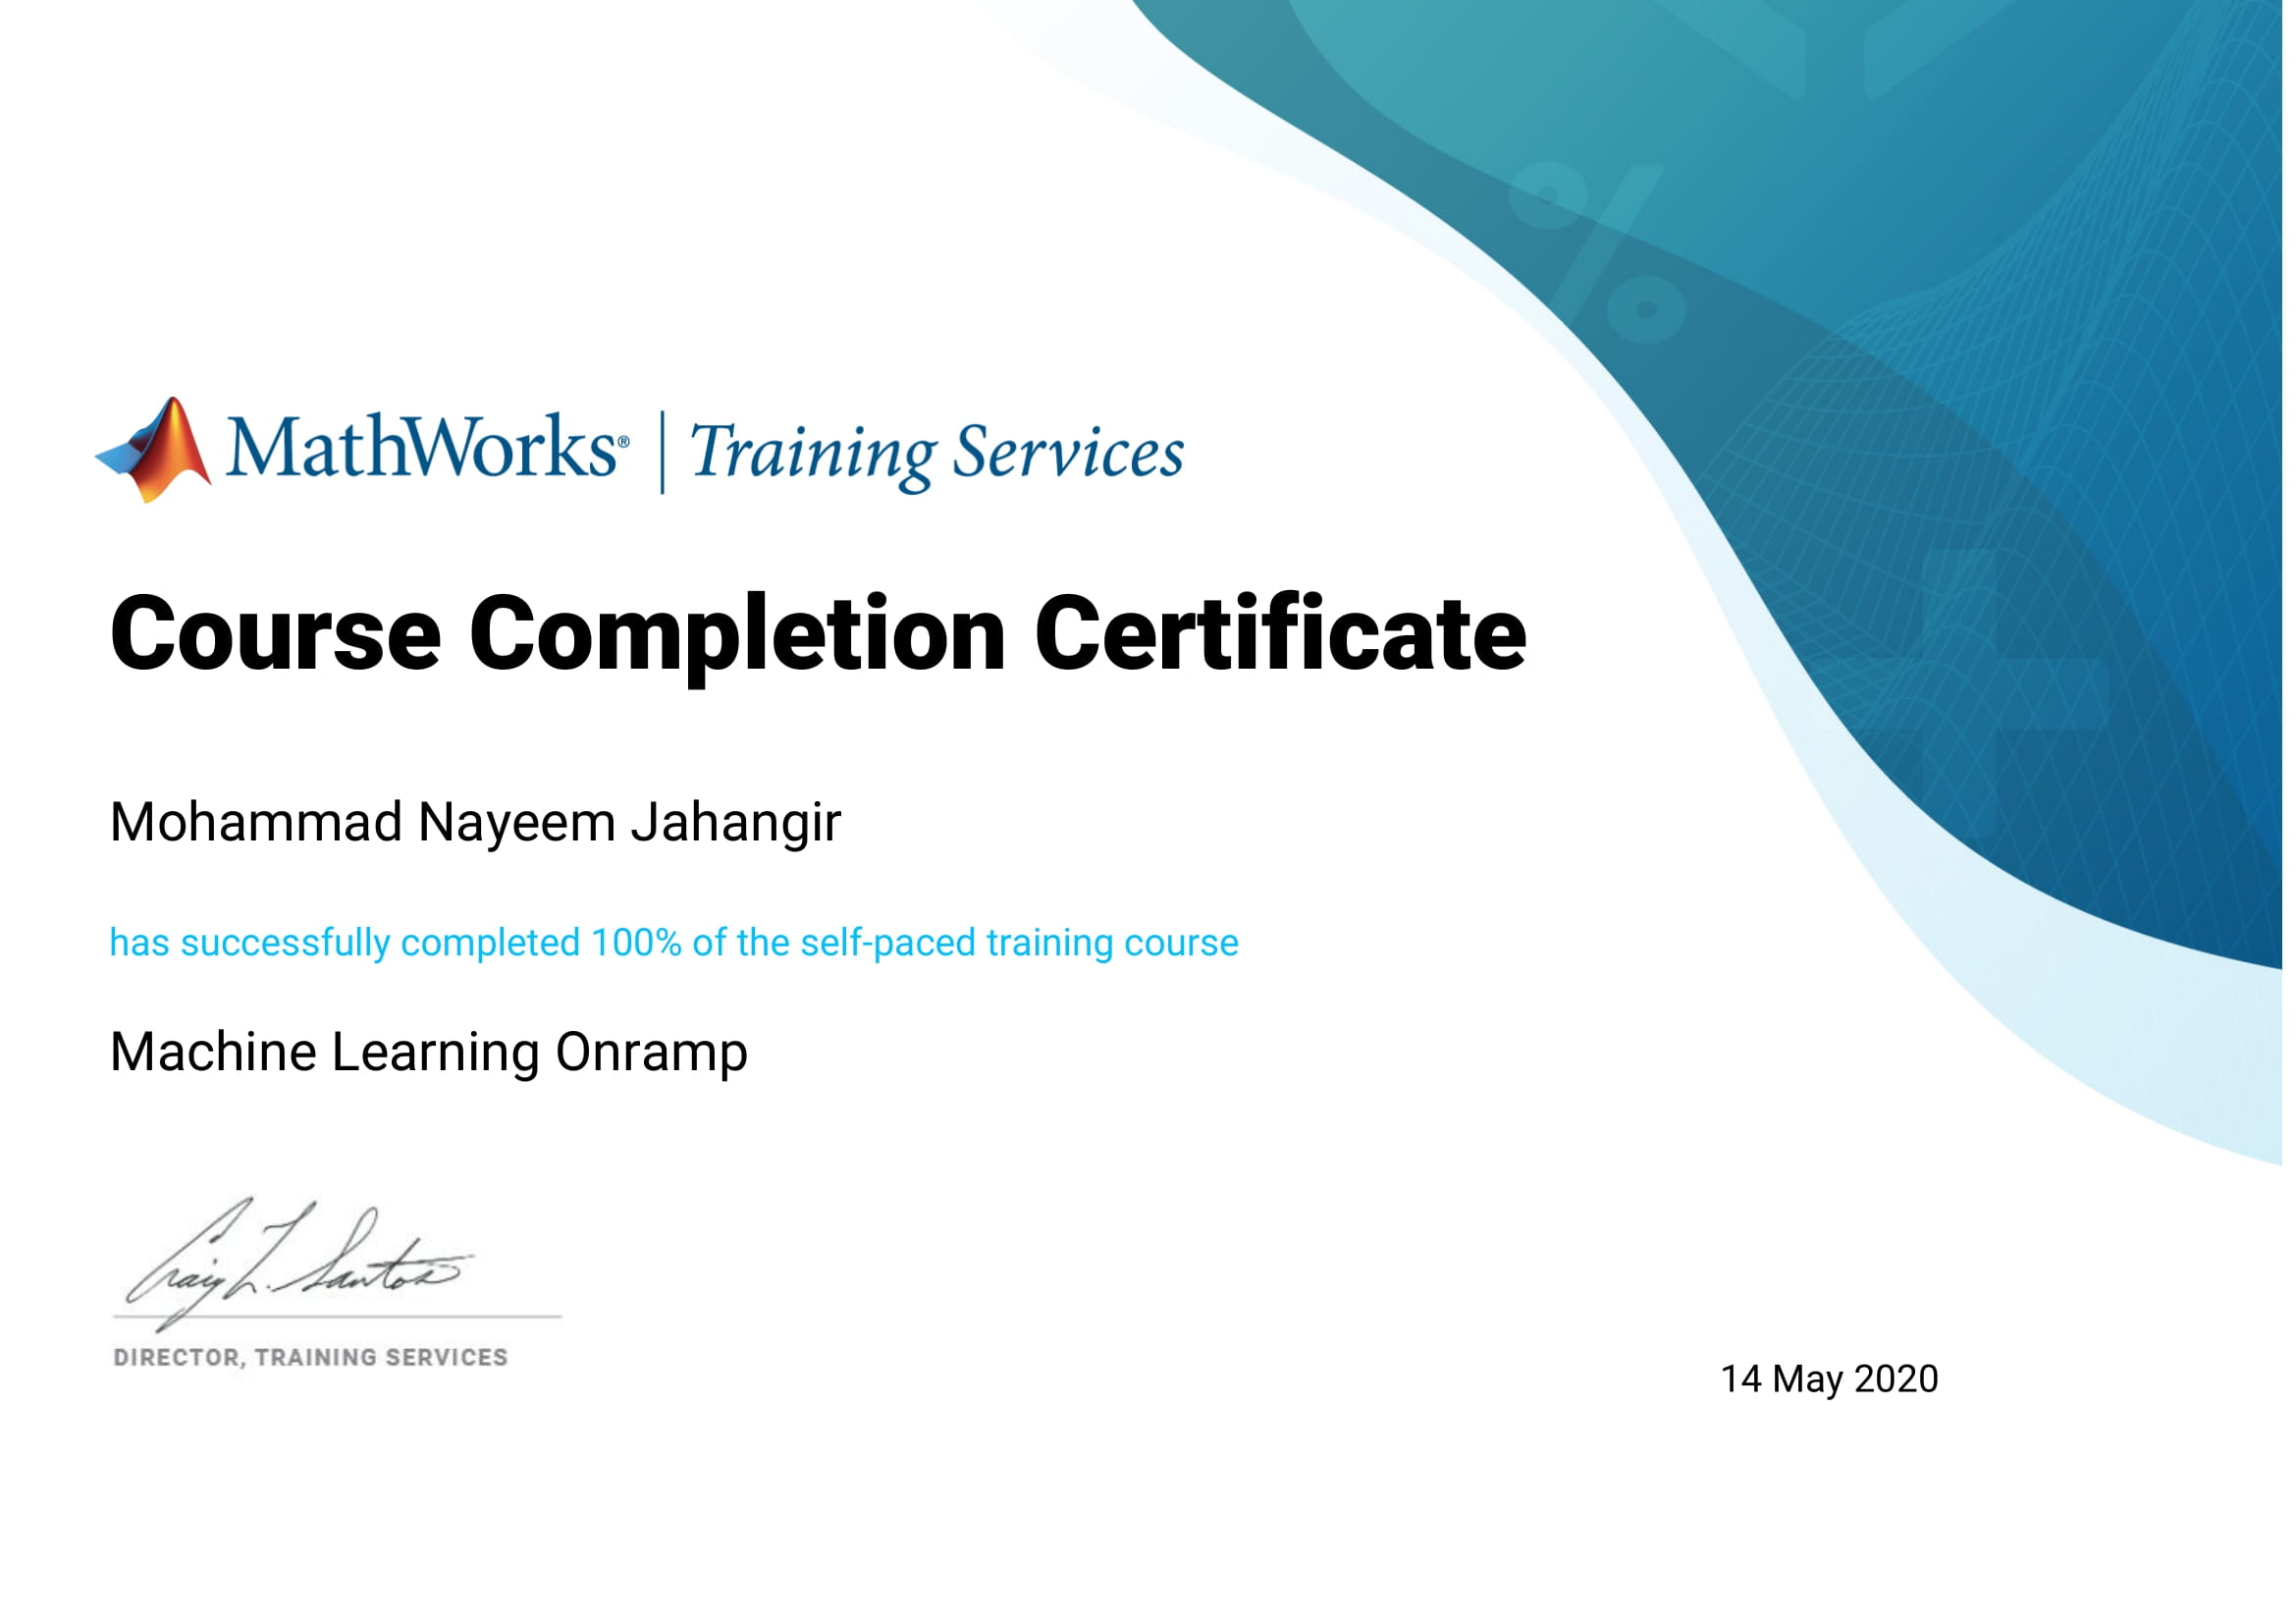 MathWorks® | Training Services
Course Completion Certificate
Mohammad Nayeem Jahangir
has successfully completed 100% of the self-paced training course
Machine Learning Onramp
Craig L. Santos
DIRECTOR, TRAINING SERVICES
14 May 2020
%